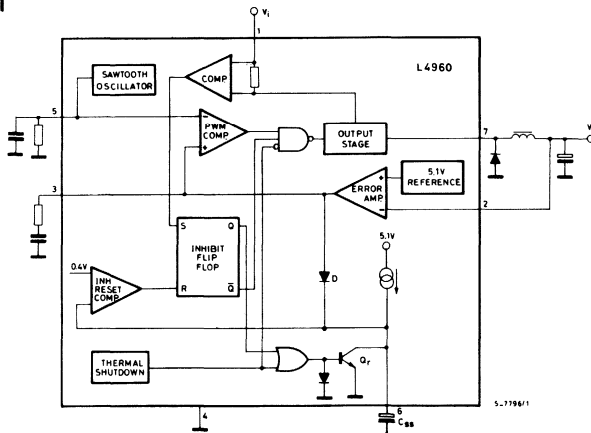 Vi
1
L4960
SAWTOOTH
OSCILLATOR
COMP
5
−
PWM
COMP
+
OUTPUT
STAGE
7
V
3
ERROR
AMP.
+
−
5.1V
REFERENCE
2
S
Q
INHIBIT
FLIP
FLOP
R
Q̅
0.4V
INH
RESET
COMP
D
5.1V
THERMAL
SHUTDOWN
Qr
4
6
Css
S-7796/1